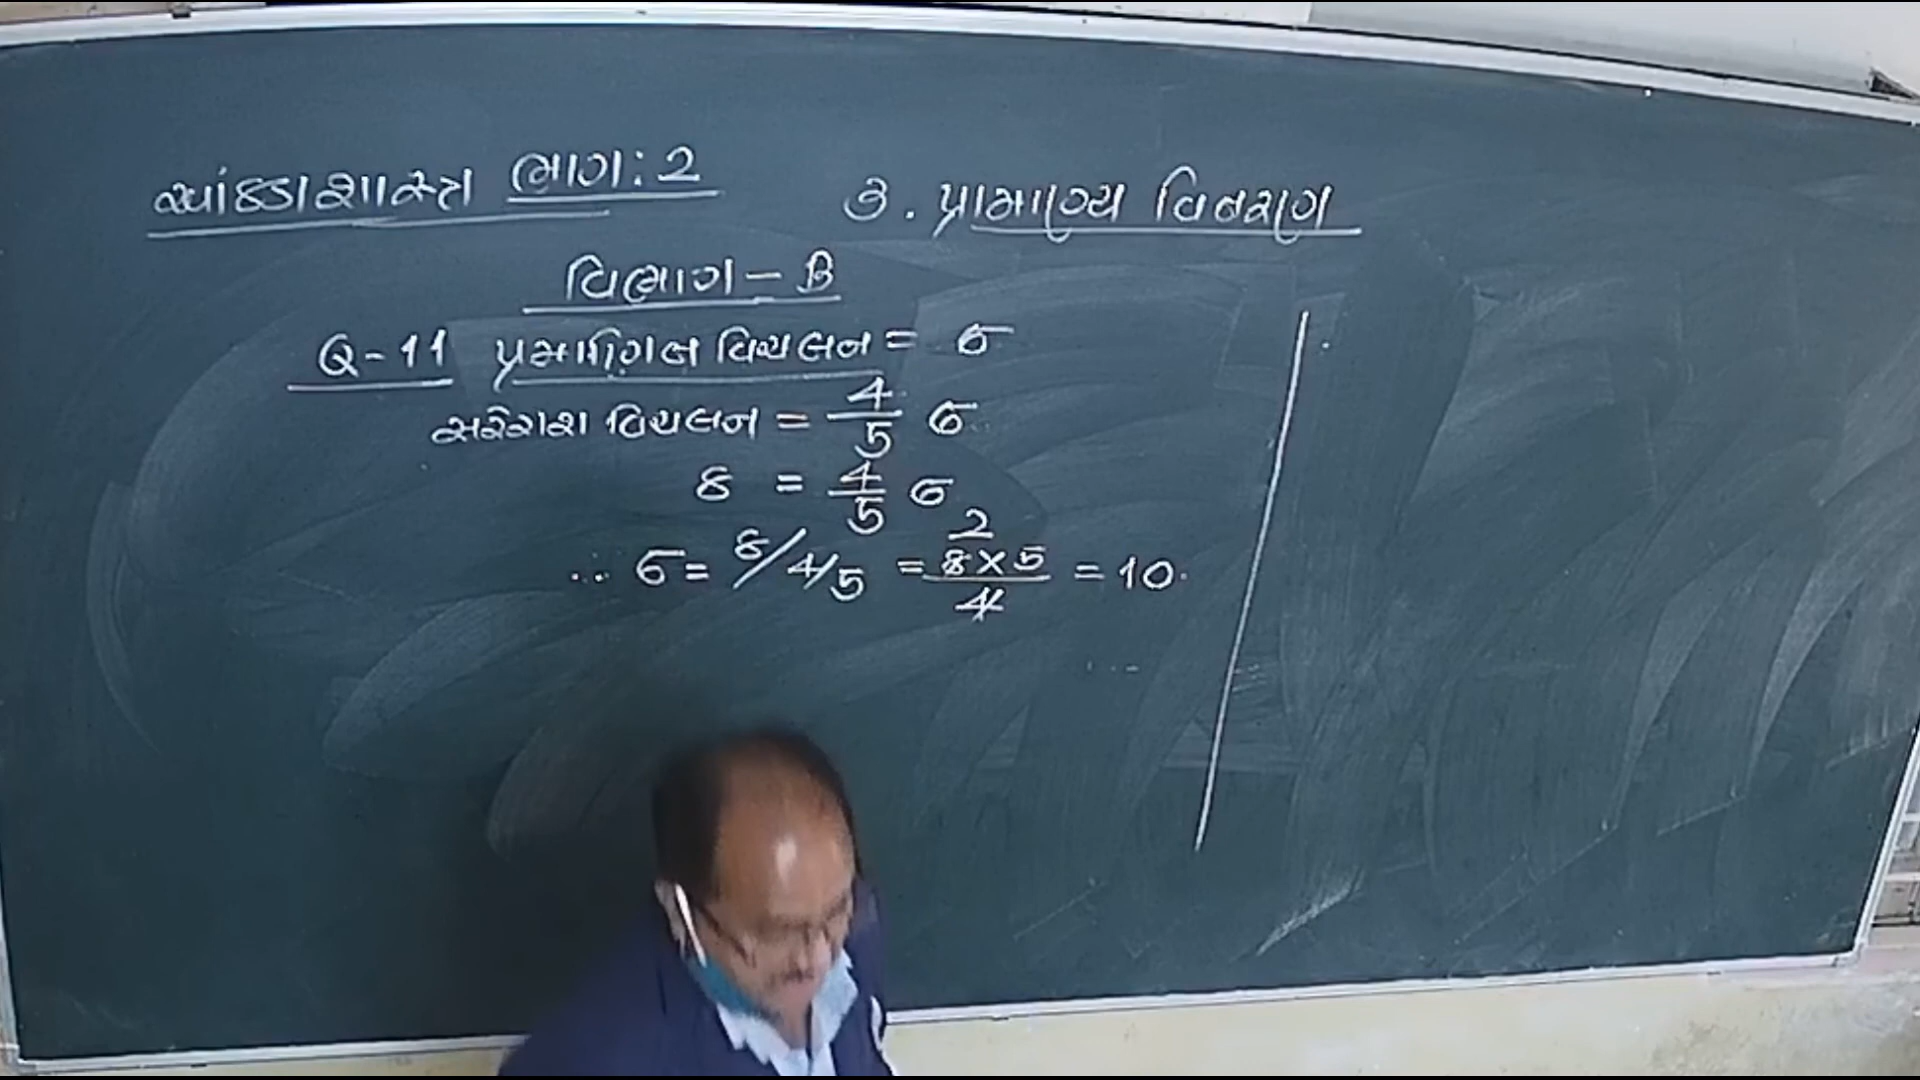 આંકડાશાસ્ત્ર ભાગ: 2
3. પ્રામાણ્ય વિતરણ
વિભાગ - B
Q-11 પ્રમાણિત વિચલન = σ
સરેરાશ વિચલન = 4/5 σ
8 = 4/5 σ
∴ σ = 8/4/5 = 8×5/4 = 10
2